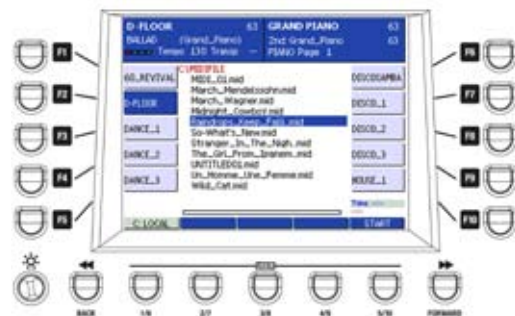 D-FLOOR 63 GRAND PIANO 63
BALLAD (Grand_Piano) 2nd Grand_Piano 63
Tempo 130 Transp -- PIANO Page 1
C:\MIDIFILE
MIDI_01.mid
March_Mendelssohn.mid
March_Wagner.mid
Midnight_Cowboy.mid
Raindrops_Keep_Falli.mid
So-What's_New.mid
Stranger_In_The_Nigh.mid
The_Girl_From_Ipanem.mid
UNTITLED01.mid
Un_Homme_Une_Femme.mid
Wild_Cat.mid
60_REVIVAL
D-FLOOR
DANCE_1
DANCE_2
DANCE_3
DISCOSAMBA
DISCO_1
DISCO_2
DISCO_3
HOUSE_1
C:LOCAL START
F1
F2
F3
F4
F5
F6
F7
F8
F9
F10
BACK 1/6 2/7 3/8 4/9 5/10 FORWARD